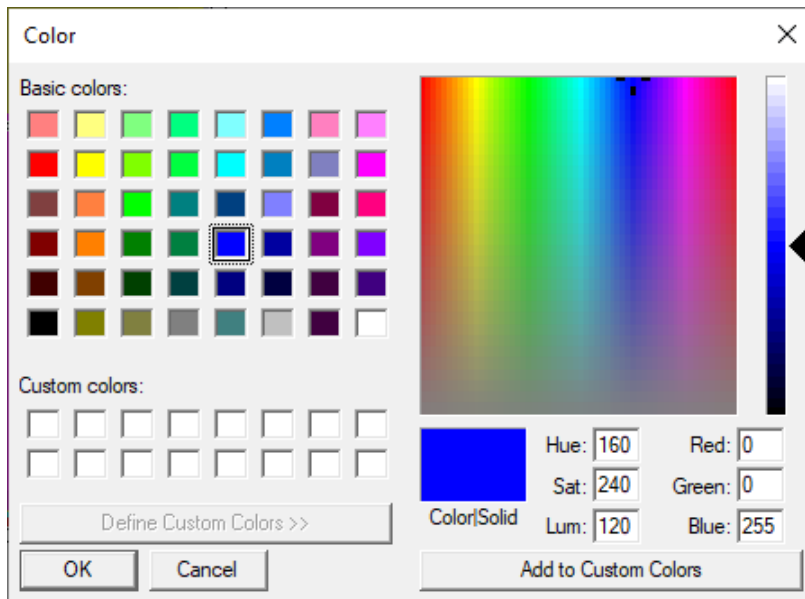 Color
Basic colors:
Custom colors:
Define Custom Colors >>
OK
Cancel
Color|Solid
Hue: 160
Sat: 240
Lum: 120
Red: 0
Green: 0
Blue: 255
Add to Custom Colors